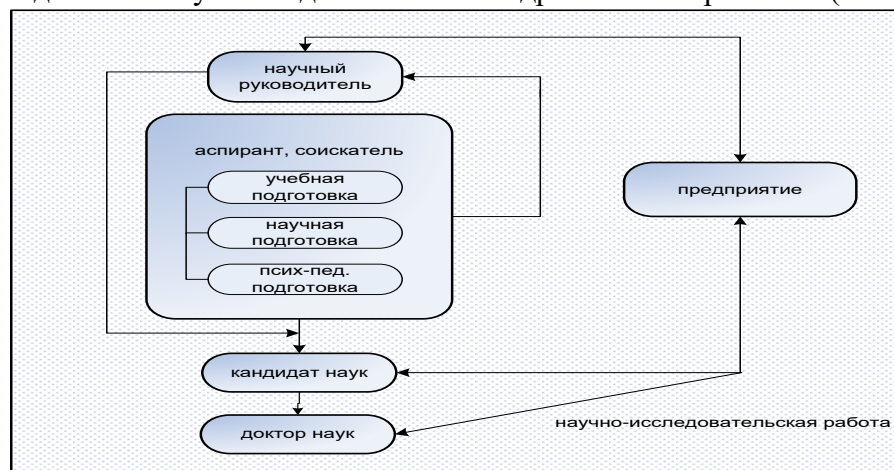 научный
руководитель
аспирант, соискатель
учебная
подготовка
научная
подготовка
псих-пед.
подготовка
предприятие
кандидат наук
доктор наук
научно-исследовательская работа